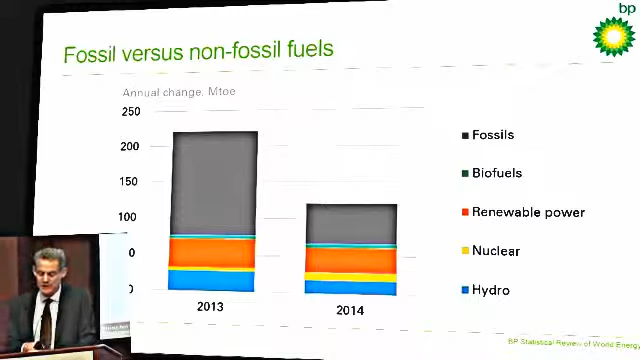 bp
Fossil versus non-fossil fuels
Annual change, Mtoe
250
200
150
100
0
0
2013
2014
Fossils
Biofuels
Renewable power
Nuclear
Hydro
BP Statistical Review of World Energy